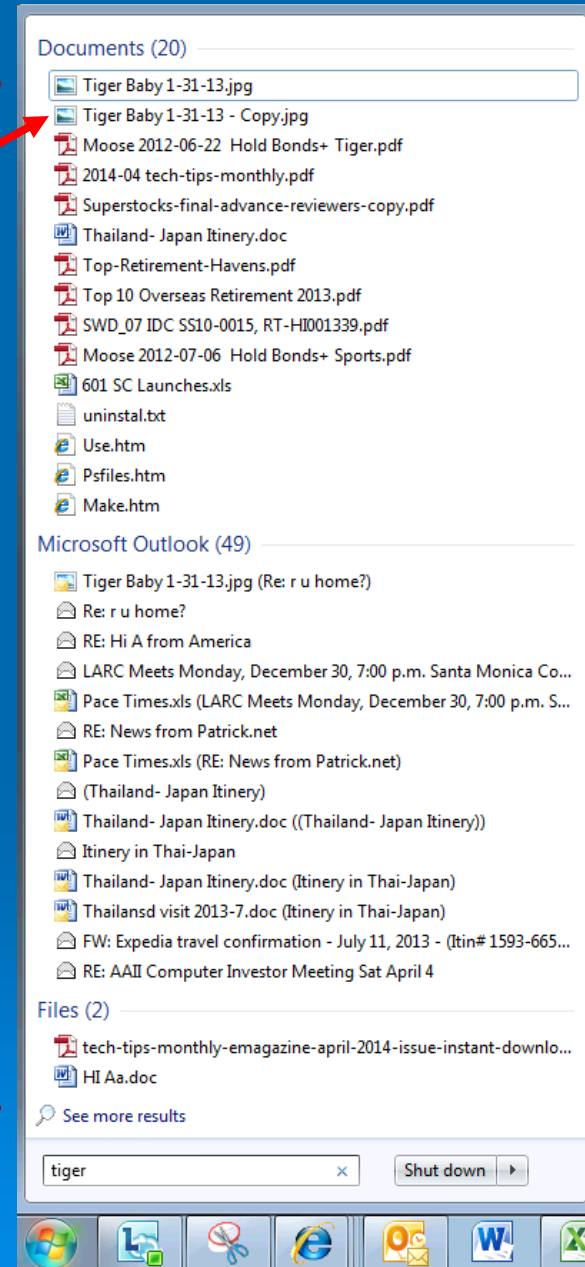 Documents (20)
Tiger Baby 1-31-13.jpg
Tiger Baby 1-31-13 - Copy.jpg
Moose 2012-06-22  Hold Bonds+ Tiger.pdf
2014-04 tech-tips-monthly.pdf
Superstocks-final-advance-reviewers-copy.pdf
Thailand- Japan Itinery.doc
Top-Retirement-Havens.pdf
Top 10 Overseas Retirement 2013.pdf
SWD_07 IDC SS10-0015, RT-HI001339.pdf
Moose 2012-07-06  Hold Bonds+ Sports.pdf
601 SC Launches.xls
uninstal.txt
Use.htm
Psfiles.htm
Make.htm
Microsoft Outlook (49)
Tiger Baby 1-31-13.jpg (Re: r u home?)
Re: r u home?
RE: Hi A from America
LARC Meets Monday, December 30, 7:00 p.m. Santa Monica Co...
Pace Times.xls (LARC Meets Monday, December 30, 7:00 p.m. S...
RE: News from Patrick.net
Pace Times.xls (RE: News from Patrick.net)
(Thailand- Japan Itinery)
Thailand- Japan Itinery.doc ((Thailand- Japan Itinery))
Itinery in Thai-Japan
Thailand- Japan Itinery.doc (Itinery in Thai-Japan)
Thailansd visit 2013-7.doc (Itinery in Thai-Japan)
FW: Expedia travel confirmation - July 11, 2013 - (Itin# 1593-665...
RE: AAII Computer Investor Meeting Sat April 4
Files (2)
tech-tips-monthly-emagazine-april-2014-issue-instant-downlo...
HI Aa.doc
See more results
tiger
Shut down